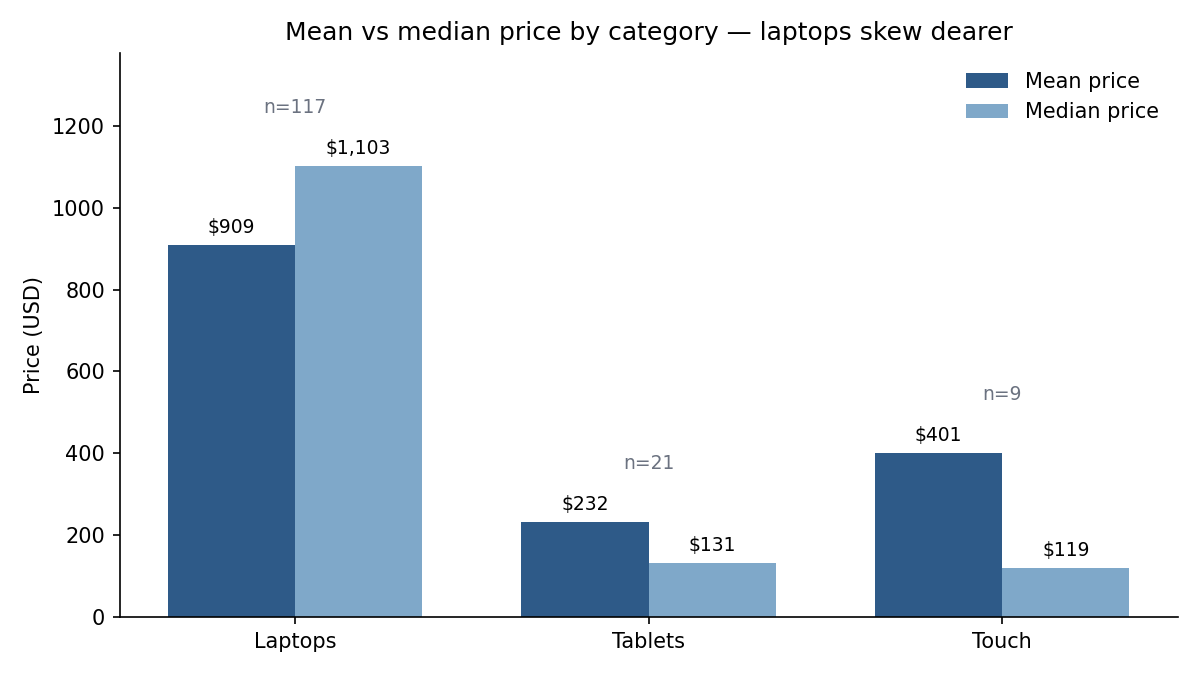 Mean vs median price by category — laptops skew dearer
Mean price
Median price
Price (USD)
1200
1000
800
600
400
200
0
n=117
$909
$1,103
n=21
$232
$131
n=9
$401
$119
Laptops
Tablets
Touch